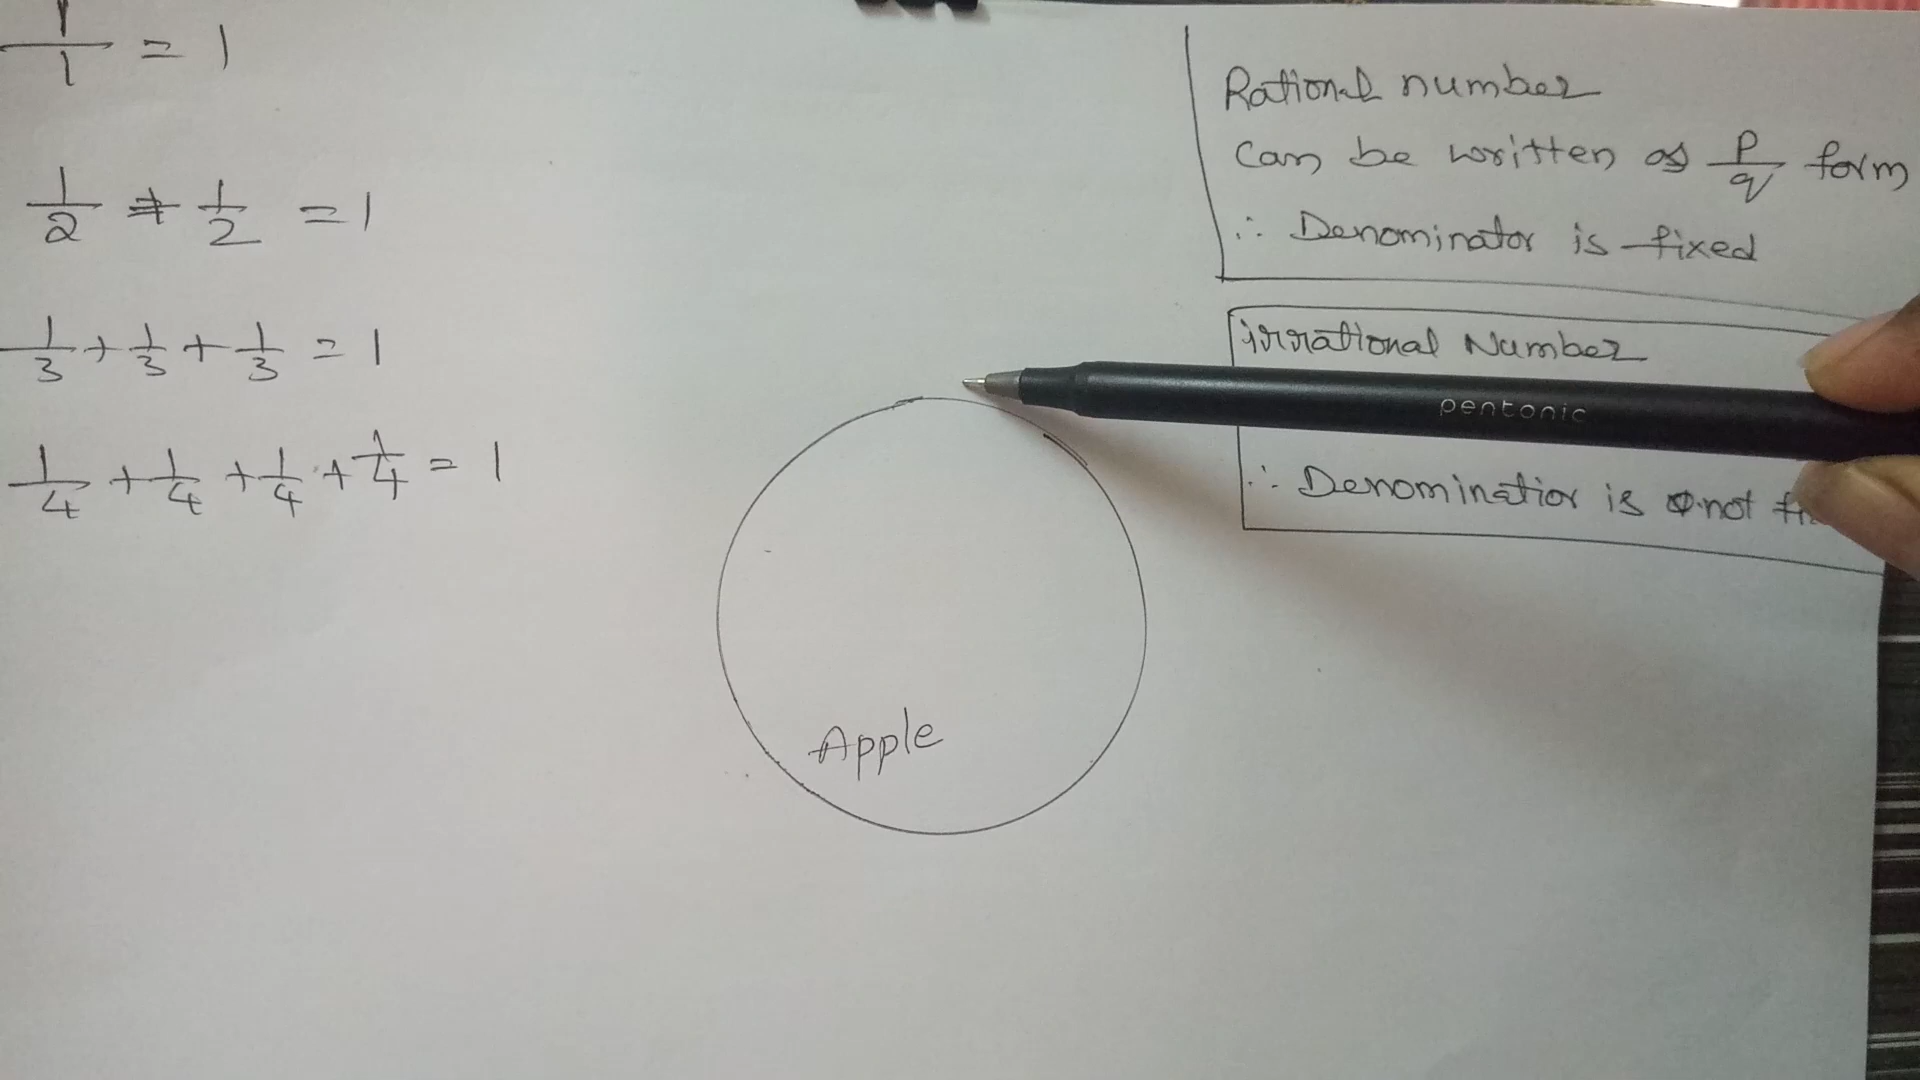 1/1 = 1
1/2 + 1/2 = 1
1/3 + 1/3 + 1/3 = 1
1/4 + 1/4 + 1/4 + 1/4 = 1
Rational number
Can be written as P/q form
∴ Denominator is fixed
irrational Number
pentonic
∴ Denominatior is not
Apple